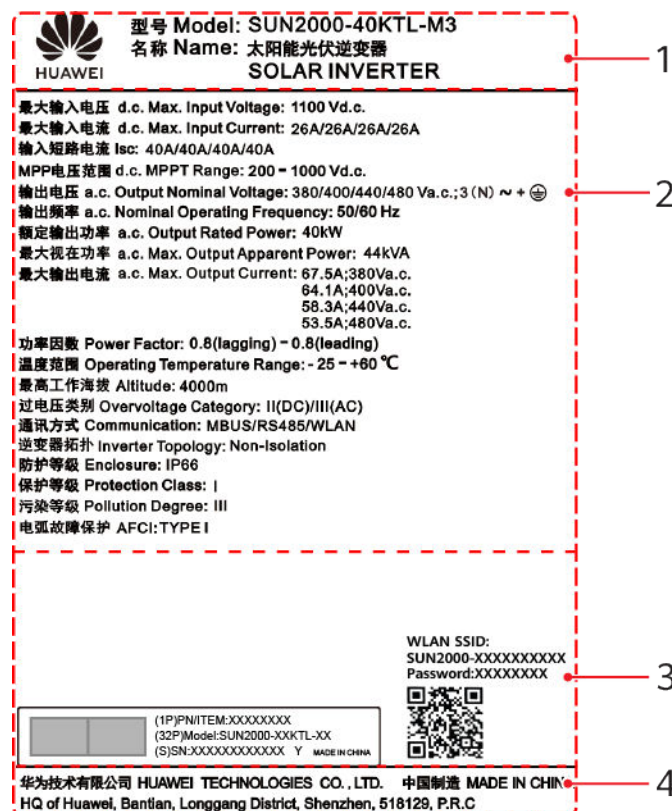 型号 Model: SUN2000-40KTL-M3
名称 Name: 太阳能光伏逆变器
SOLAR INVERTER
HUAWEI
1
最大输入电压 d.c. Max. Input Voltage: 1100 Vd.c.
最大输入电流 d.c. Max. Input Current: 26A/26A/26A/26A
输入短路电流 Isc: 40A/40A/40A/40A
MPP电压范围 d.c. MPPT Range: 200 - 1000 Vd.c.
输出电压 a.c. Output Nominal Voltage: 380/400/440/480 Va.c.;3(N) ~ + ⏚
2
输出频率 a.c. Nominal Operating Frequency: 50/60 Hz
额定输出功率 a.c. Output Rated Power: 40kW
最大视在功率 a.c. Max. Output Apparent Power: 44kVA
最大输出电流 a.c. Max. Output Current: 67.5A;380Va.c.
64.1A;400Va.c.
58.3A;440Va.c.
53.5A;480Va.c.
功率因数 Power Factor: 0.8(lagging) - 0.8(leading)
温度范围 Operating Temperature Range: - 25 - +60 ℃
最高工作海拔 Altitude: 4000m
过电压类别 Overvoltage Category: II(DC)/III(AC)
通讯方式 Communication: MBUS/RS485/WLAN
逆变器拓扑 Inverter Topology: Non-Isolation
防护等级 Enclosure: IP66
保护等级 Protection Class: I
污染等级 Pollution Degree: III
电弧故障保护 AFCI:TYPE I
WLAN SSID:
SUN2000-XXXXXXXXXX
Password:XXXXXXXX
3
(1P)PN/ITEM:XXXXXXXX
(32P)Model:SUN2000-XXKTL-XX
(S)SN:XXXXXXXXXXXX Y MADE IN CHINA
华为技术有限公司 HUAWEI TECHNOLOGIES CO., LTD. 中国制造 MADE IN CHIN
4
HQ of Huawei, Bantian, Longgang District, Shenzhen, 518129, P.R.C